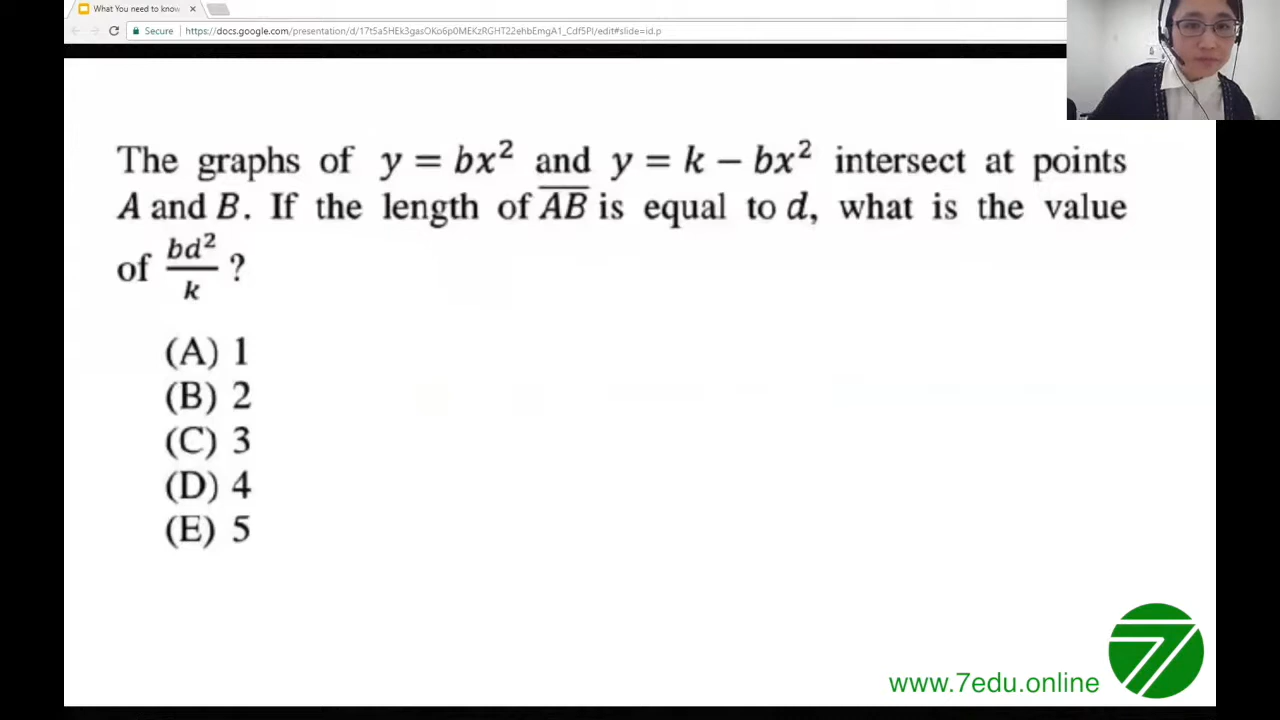 What You need to know
Secure https://docs.google.com/presentation/d/17t5a5HEk3gasOKo6p0MEKzRGHT22ehbEmgA1_Cdf5PI/edit#slide=id.p
The graphs of y = bx² and y = k − bx² intersect at points
A and B. If the length of A͞B͞ is equal to d, what is the value
of bd²/k ?
(A) 1
(B) 2
(C) 3
(D) 4
(E) 5
7
www.7edu.online